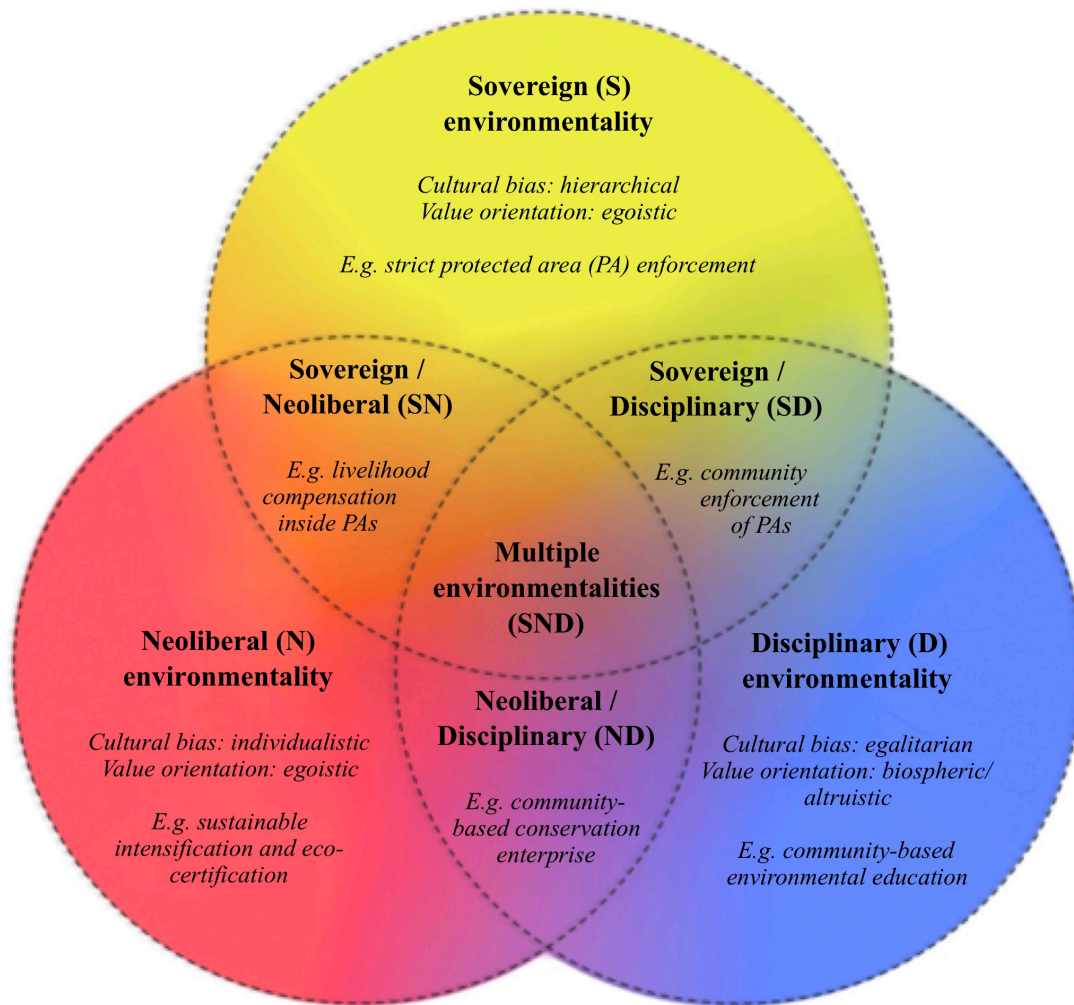 Sovereign (S)
environmentality
Cultural bias: hierarchical
Value orientation: egoistic
E.g. strict protected area (PA) enforcement
Sovereign /
Neoliberal (SN)
E.g. livelihood
compensation
inside PAs
Sovereign /
Disciplinary (SD)
E.g. community
enforcement
of PAs
Multiple
environmentalities
(SND)
Neoliberal (N)
environmentality
Cultural bias: individualistic
Value orientation: egoistic
E.g. sustainable
intensification and eco-
certification
Neoliberal /
Disciplinary (ND)
E.g. community-
based conservation
enterprise
Disciplinary (D)
environmentality
Cultural bias: egalitarian
Value orientation: biospheric/
altruistic
E.g. community-based
environmental education